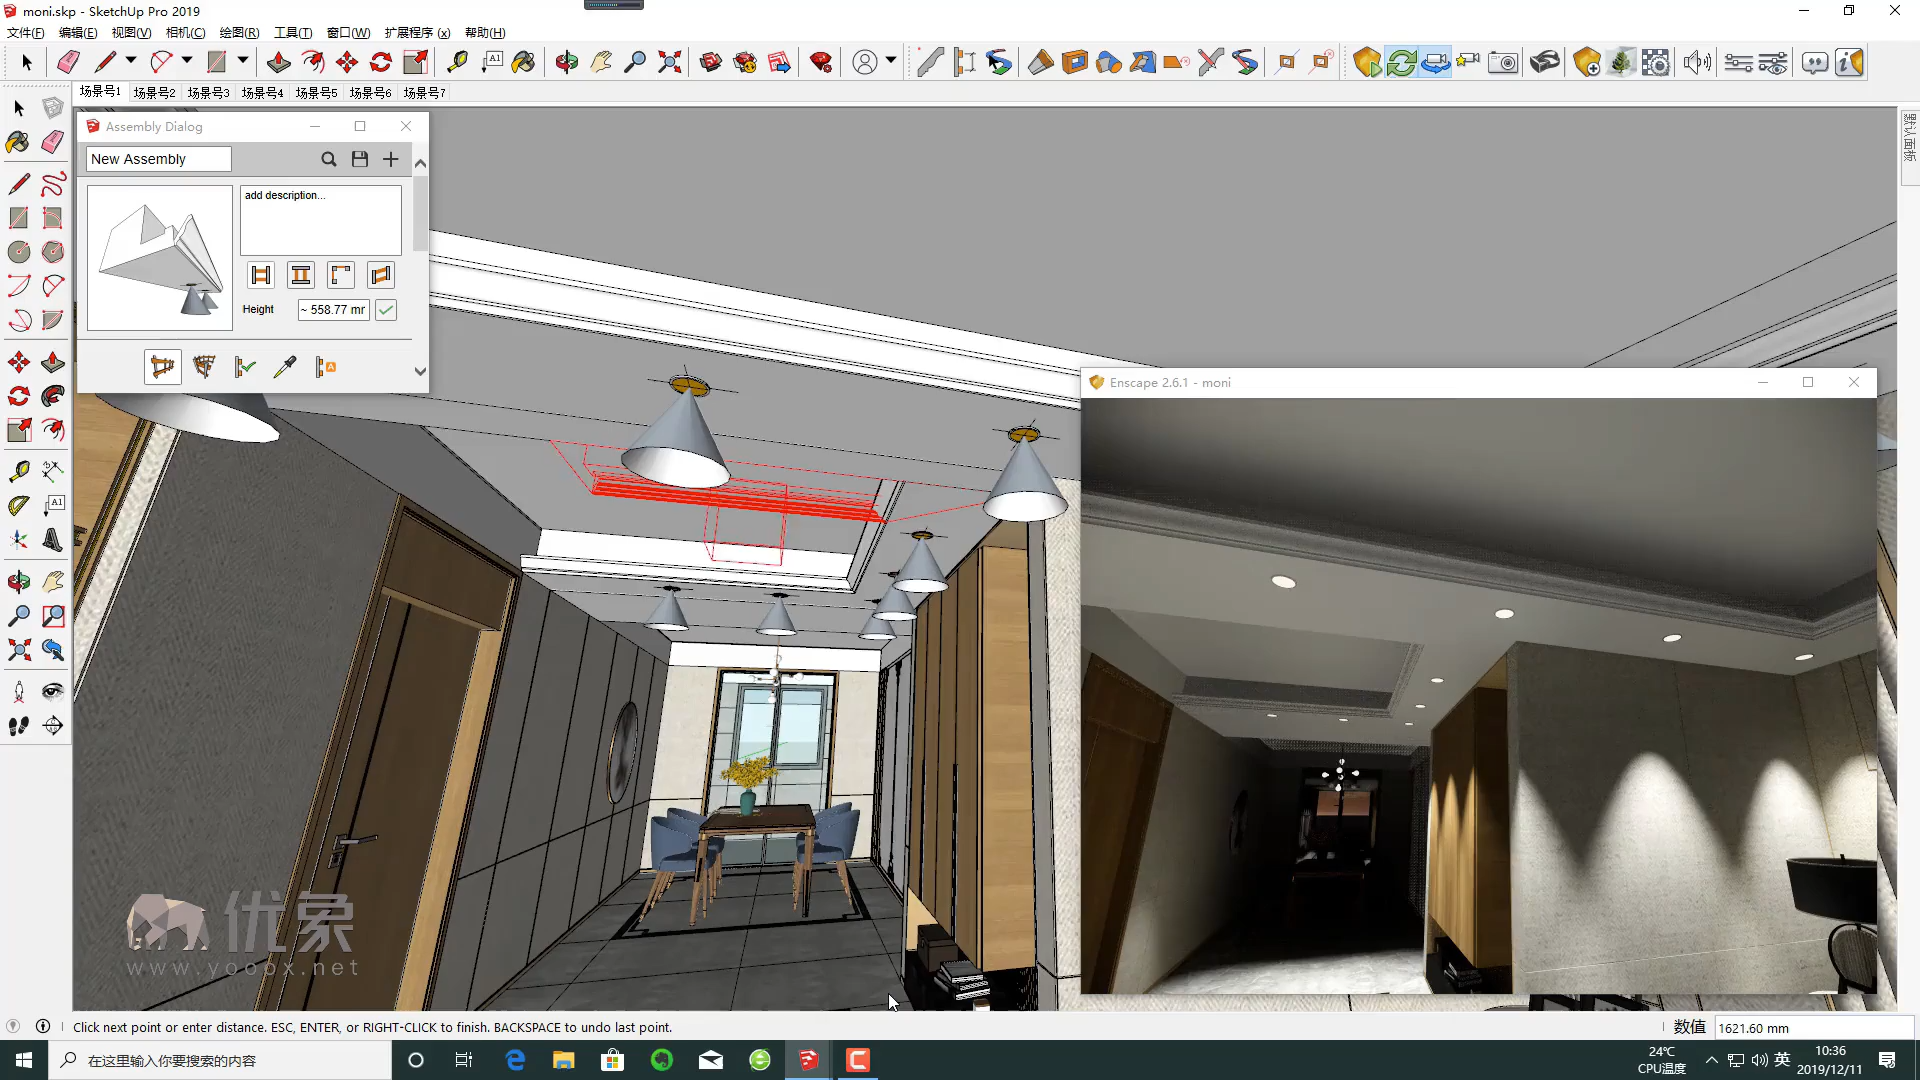 moni.skp - SketchUp Pro 2019
文件(F) 编辑(E) 视图(V) 相机(C) 绘图(R) 工具(T) 窗口(W) 扩展程序 (x) 帮助(H)
场景号1 场景号2 场景号3 场景号4 场景号5 场景号6 场景号7
默认面板
Assembly Dialog
New Assembly
add description...
Height
~ 558.77 mr
Enscape 2.6.1 - moni
优象
www.yooox.net
Click next point or enter distance. ESC, ENTER, or RIGHT-CLICK to finish. BACKSPACE to undo last point.
数值 1621.60 mm
在这里输入你要搜索的内容
24℃
CPU温度
英
10:36
2019/12/11